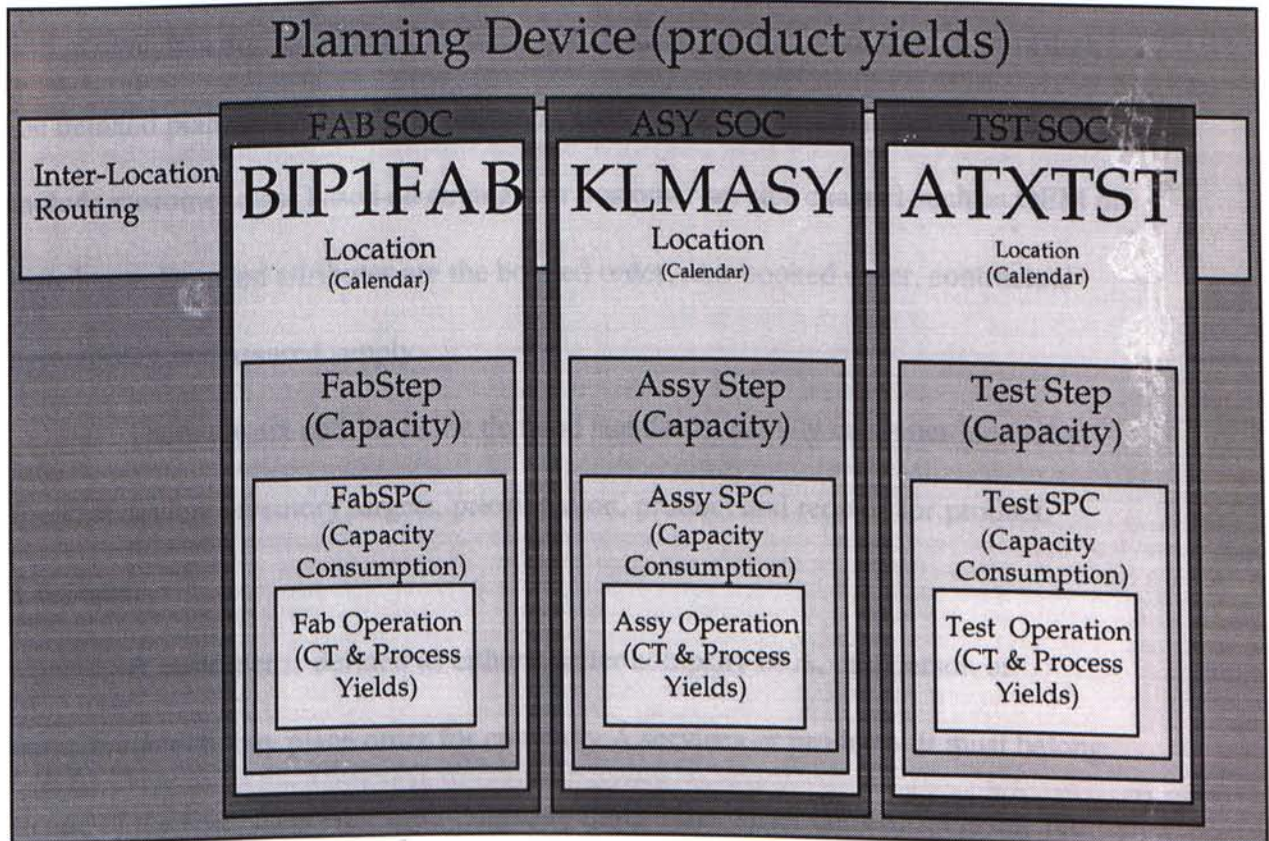 Planning Device (product yields)
Inter-Location
Routing
FAB SOC
BIP1FAB
Location
(Calendar)
FabStep
(Capacity)
FabSPC
(Capacity
Consumption)
Fab Operation
(CT & Process
Yields)
ASY SOC
KLMASY
Location
(Calendar)
Assy Step
(Capacity)
Assy SPC
(Capacity
Consumption)
Assy Operation
(CT & Process
Yields)
TST SOC
ATXTST
Location
(Calendar)
Test Step
(Capacity)
Test SPC
(Capacity
Consumption)
Test Operation
(CT & Process
Yields)